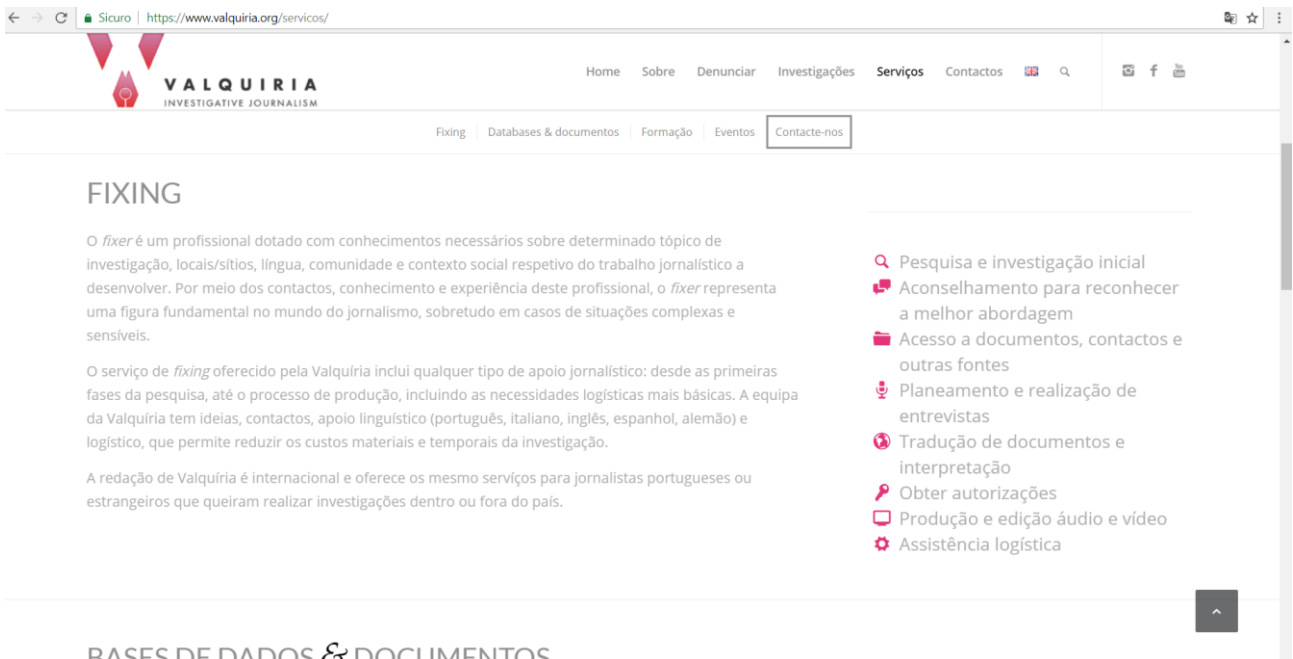 Sicuro | https://www.valquiria.org/servicos/
VALQUIRIA
INVESTIGATIVE JOURNALISM
Home Sobre Denunciar Investigações Serviços Contactos
Fixing Databases & documentos Formação Eventos Contacte-nos
FIXING
O fixer é um profissional dotado com conhecimentos necessários sobre determinado tópico de
investigação, locais/sítios, língua, comunidade e contexto social respetivo do trabalho jornalístico a
desenvolver. Por meio dos contactos, conhecimento e experiência deste profissional, o fixer representa
uma figura fundamental no mundo do jornalismo, sobretudo em casos de situações complexas e
sensíveis.
O serviço de fixing oferecido pela Valquíria inclui qualquer tipo de apoio jornalístico: desde as primeiras
fases da pesquisa, até o processo de produção, incluindo as necessidades logísticas mais básicas. A equipa
da Valquíria tem ideias, contactos, apoio linguístico (português, italiano, inglês, espanhol, alemão) e
logístico, que permite reduzir os custos materiais e temporais da investigação.
A redação de Valquíria é internacional e oferece os mesmo servíços para jornalistas portugueses ou
estrangeiros que queiram realizar investigações dentro ou fora do país.
Pesquisa e investigação inicial
Aconselhamento para reconhecer
a melhor abordagem
Acesso a documentos, contactos e
outras fontes
Planeamento e realização de
entrevistas
Tradução de documentos e
interpretação
Obter autorizações
Produção e edição áudio e vídeo
Assistência logística
BASES DE DADOS & DOCUMENTOS